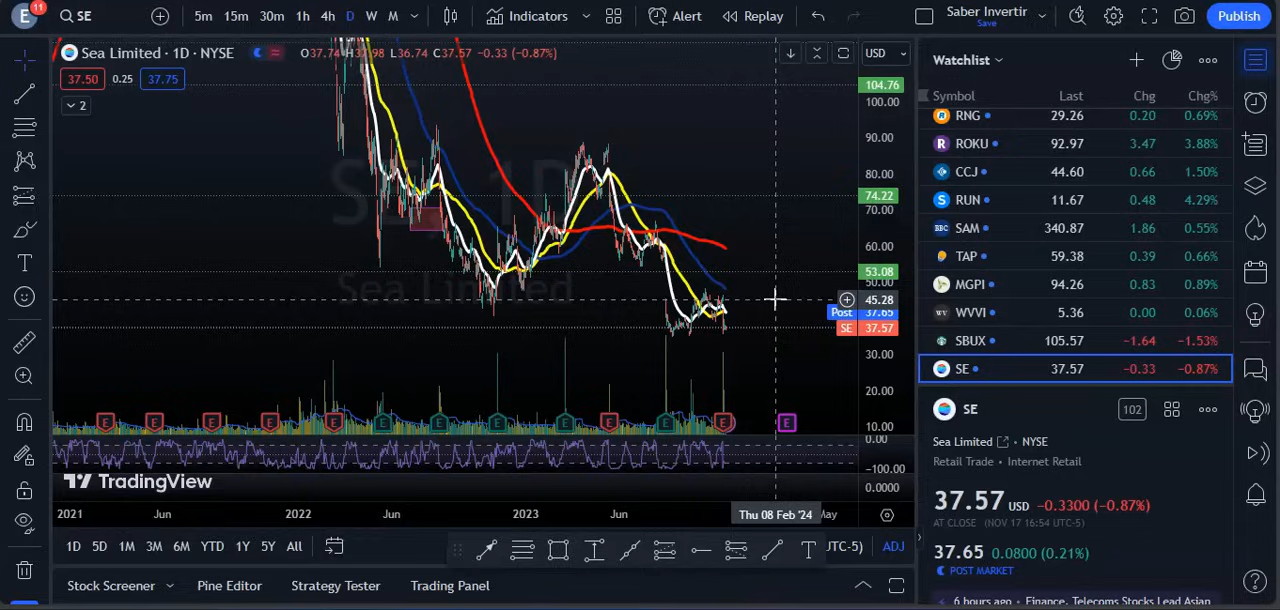 E 11 SE 5m 15m 30m 1h 4h D W M Indicators Alert Replay Saber Invertir Save Publish
Sea Limited · 1D · NYSE O37.74 H37.98 L36.74 C37.57 −0.33 (−0.87%) USD
37.50 0.25 37.75
2
SE, 1D
Sea Limited
104.76
100.00
90.00
80.00
74.22
70.00
60.00
53.08
50.00
45.28
Post 37.65
SE 37.57
30.00
20.00
10.00
E E E E E E E E E E E E E
0.00
−100.00
0.0000
TradingView
2021 Jun 2022 Jun 2023 Jun Thu 08 Feb '24 May
1D 5D 1M 3M 6M YTD 1Y 5Y All T UTC-5) ADJ
Stock Screener Pine Editor Strategy Tester Trading Panel
Watchlist
Symbol Last Chg Chg%
RNG 29.26 0.20 0.69%
ROKU 92.97 3.47 3.88%
CCJ 44.60 0.66 1.50%
RUN 11.67 0.48 4.29%
SAM 340.87 1.86 0.55%
TAP 59.38 0.39 0.66%
MGPI 94.26 0.83 0.89%
WVVI 5.36 0.00 0.06%
SBUX 105.57 −1.64 −1.53%
SE 37.57 −0.33 −0.87%
SE 102
Sea Limited · NYSE
Retail Trade · Internet Retail
37.57 USD −0.3300 (−0.87%)
AT CLOSE (NOV 17 16:54 UTC-5)
37.65 0.0800 (0.21%)
POST MARKET
6 hours ago · Finance, Telecoms Stocks Lead Asian